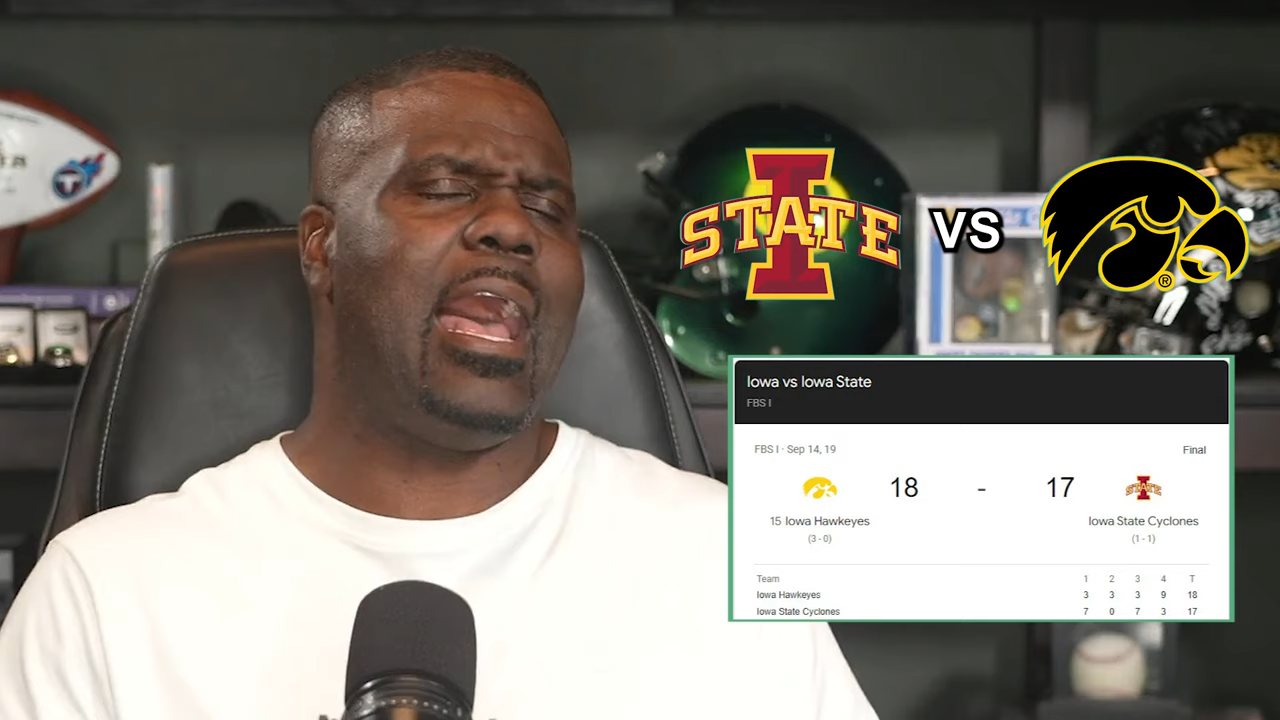 STATE
VS
®
Iowa vs Iowa State
FBS I
FBS I · Sep 14, 19
Final
18 - 17
15 Iowa Hawkeyes
Iowa State Cyclones
(3 - 0)
(1 - 1)
Team 1 2 3 4 T
Iowa Hawkeyes 3 3 3 9 18
Iowa State Cyclones 7 0 7 3 17